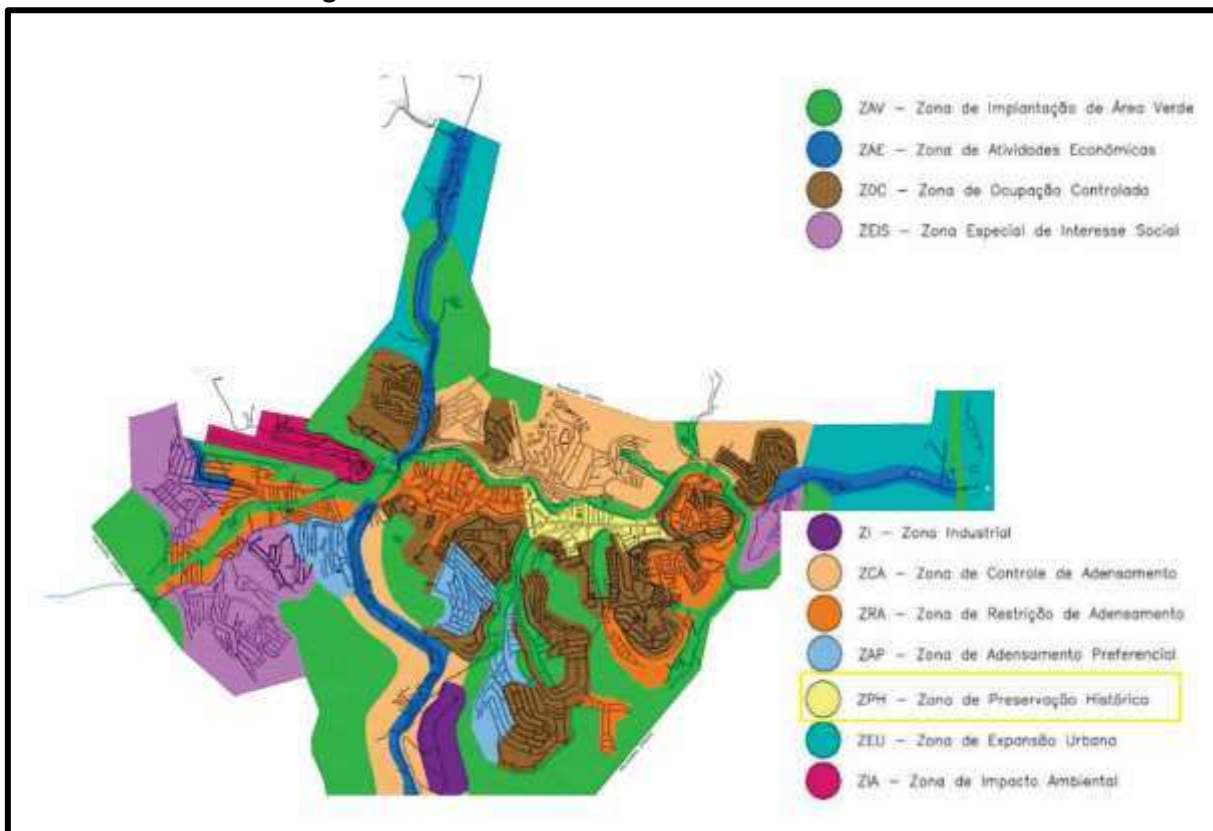 ZAV – Zona de Implantação de Área Verde
ZAE – Zona de Atividades Econômicas
ZOC – Zona de Ocupação Controlada
ZEIS – Zona Especial de Interesse Social
ZI – Zona Industrial
ZCA – Zona de Controle de Adensamento
ZRA – Zona de Restrição de Adensamento
ZAP – Zona de Adensamento Preferencial
ZPH – Zona de Preservação Histórica
ZEU – Zona de Expansão Urbana
ZIA – Zona de Impacto Ambiental